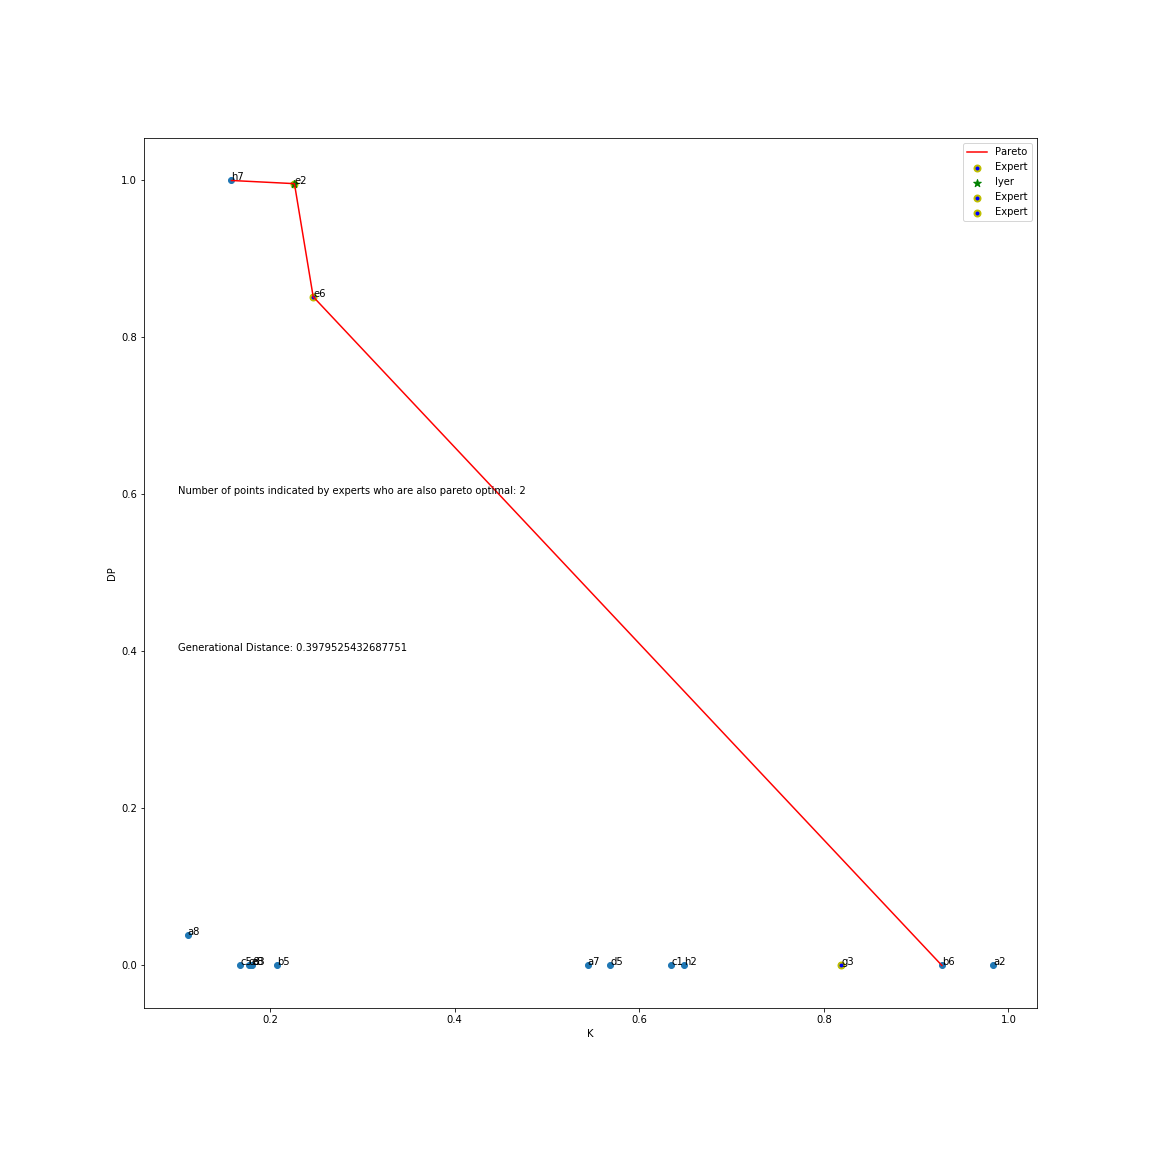 Pareto
Expert
Iyer
Expert
Expert
1.0
h7
e2
e6
0.8
Number of points indicated by experts who are also pareto optimal: 2
0.6
DP
Generational Distance: 0.3979525432687751
0.4
0.2
a8
0.0
c5
b5
a7
d5
c1
h2
g3
b6
a2
0.2
0.4
0.6
0.8
1.0
K